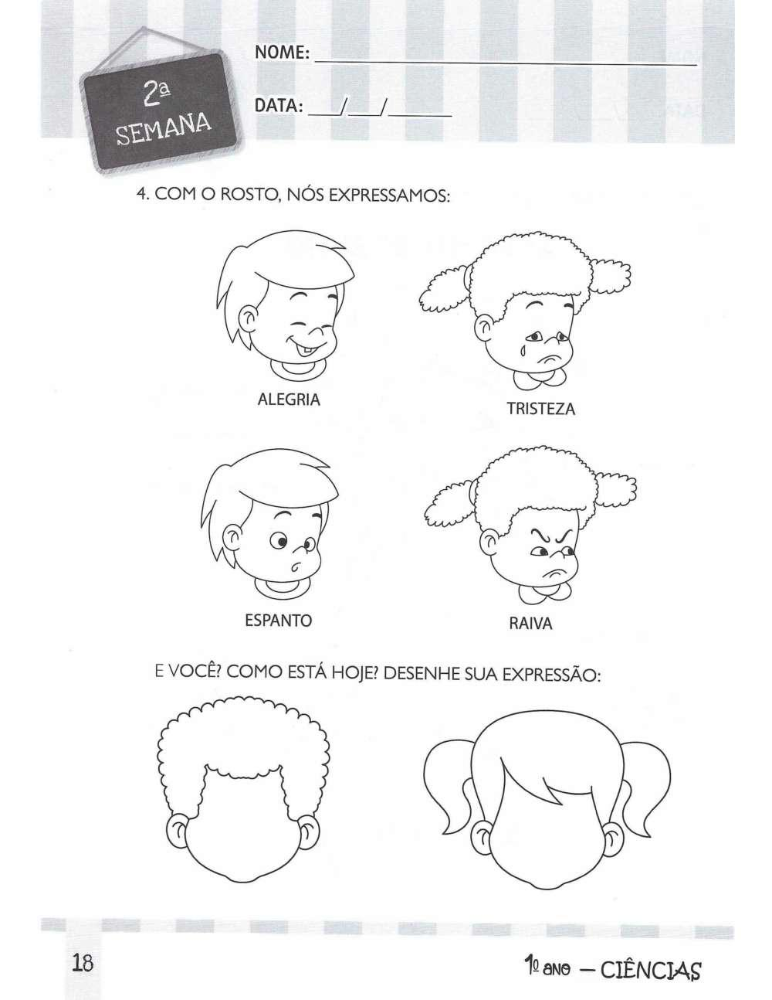 2ª
SEMANA
NOME:
DATA: ___/___/______
4. COM O ROSTO, NÓS EXPRESSAMOS:
ALEGRIA
TRISTEZA
ESPANTO
RAIVA
E VOCÊ? COMO ESTÁ HOJE? DESENHE SUA EXPRESSÃO:
18
1º ANO — CIÊNCIAS